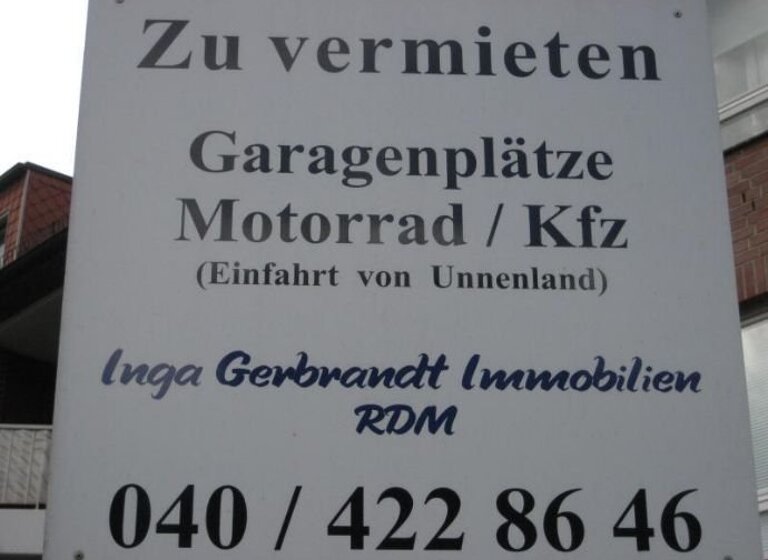 Zu vermieten
Garagenplätze
Motorrad / Kfz
(Einfahrt von Unnenland)
Inga Gerbrandt Immobilien
RDM
040 / 422 86 46